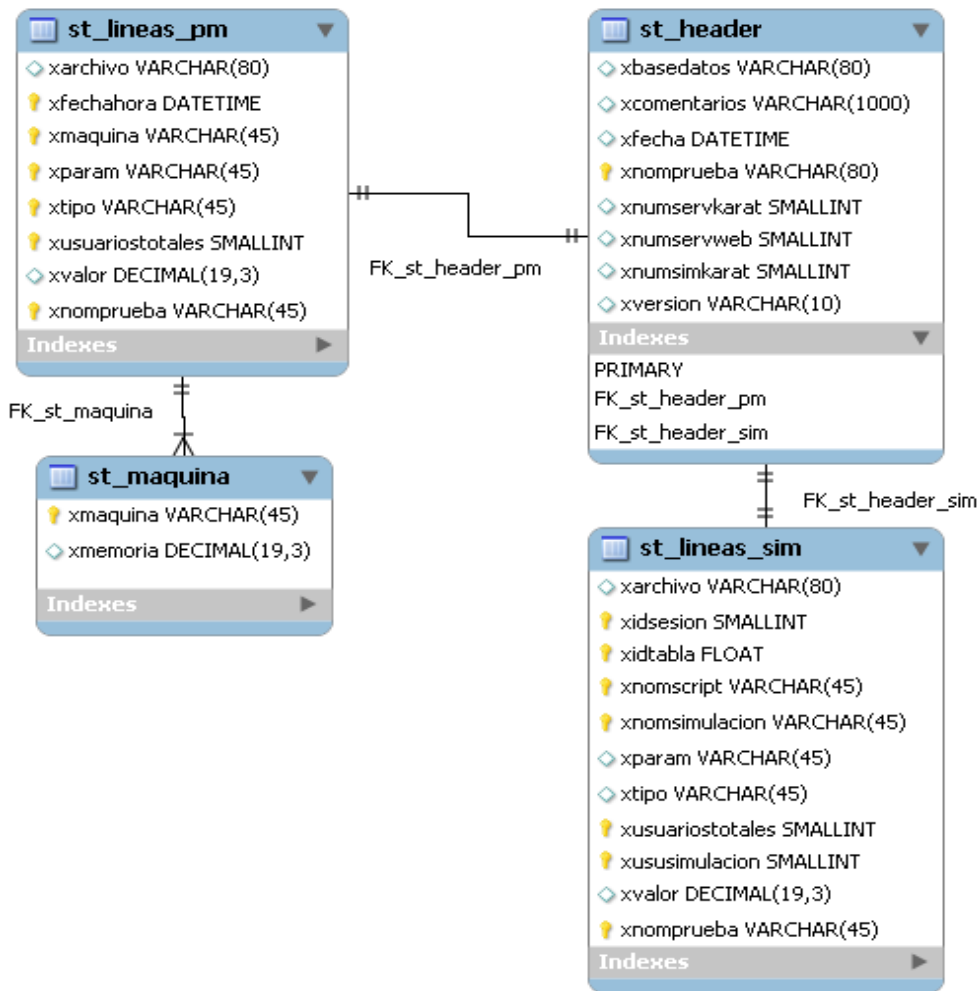 st_lineas_pm
xarchivo VARCHAR(80)
xfechahora DATETIME
xmaquina VARCHAR(45)
xparam VARCHAR(45)
xtipo VARCHAR(45)
xusuariostotales SMALLINT
xvalor DECIMAL(19,3)
xnomprueba VARCHAR(45)
Indexes
FK_st_maquina
st_maquina
xmaquina VARCHAR(45)
xmemoria DECIMAL(19,3)
Indexes
FK_st_header_pm
st_header
xbasedatos VARCHAR(80)
xcomentarios VARCHAR(1000)
xfecha DATETIME
xnomprueba VARCHAR(80)
xnumservkarat SMALLINT
xnumservweb SMALLINT
xnumsimkarat SMALLINT
xversion VARCHAR(10)
Indexes
PRIMARY
FK_st_header_pm
FK_st_header_sim
FK_st_header_sim
st_lineas_sim
xarchivo VARCHAR(80)
xidsesion SMALLINT
xidtabla FLOAT
xnomscript VARCHAR(45)
xnomsimulacion VARCHAR(45)
xparam VARCHAR(45)
xtipo VARCHAR(45)
xusuariostotales SMALLINT
xususimulacion SMALLINT
xvalor DECIMAL(19,3)
xnomprueba VARCHAR(45)
Indexes